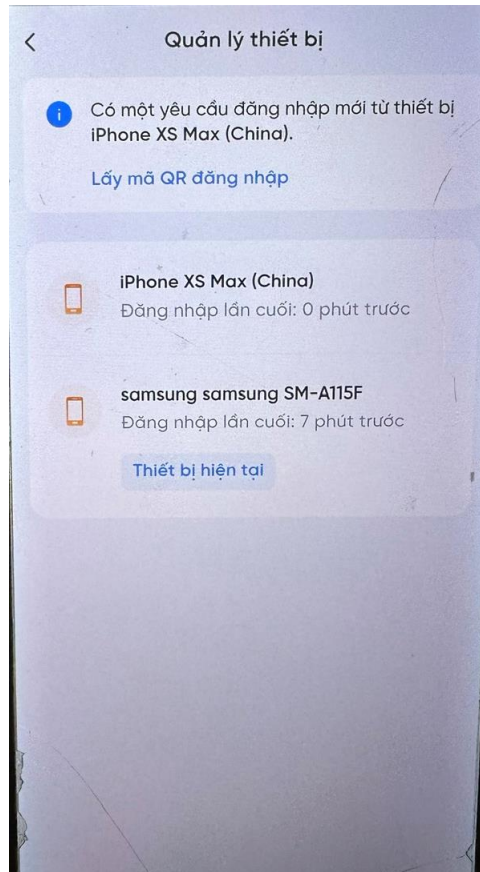 Quản lý thiết bị
Có một yêu cầu đăng nhập mới từ thiết bị
iPhone XS Max (China).
Lấy mã QR đăng nhập
iPhone XS Max (China)
Đăng nhập lần cuối: 0 phút trước
samsung samsung SM-A115F
Đăng nhập lần cuối: 7 phút trước
Thiết bị hiện tại